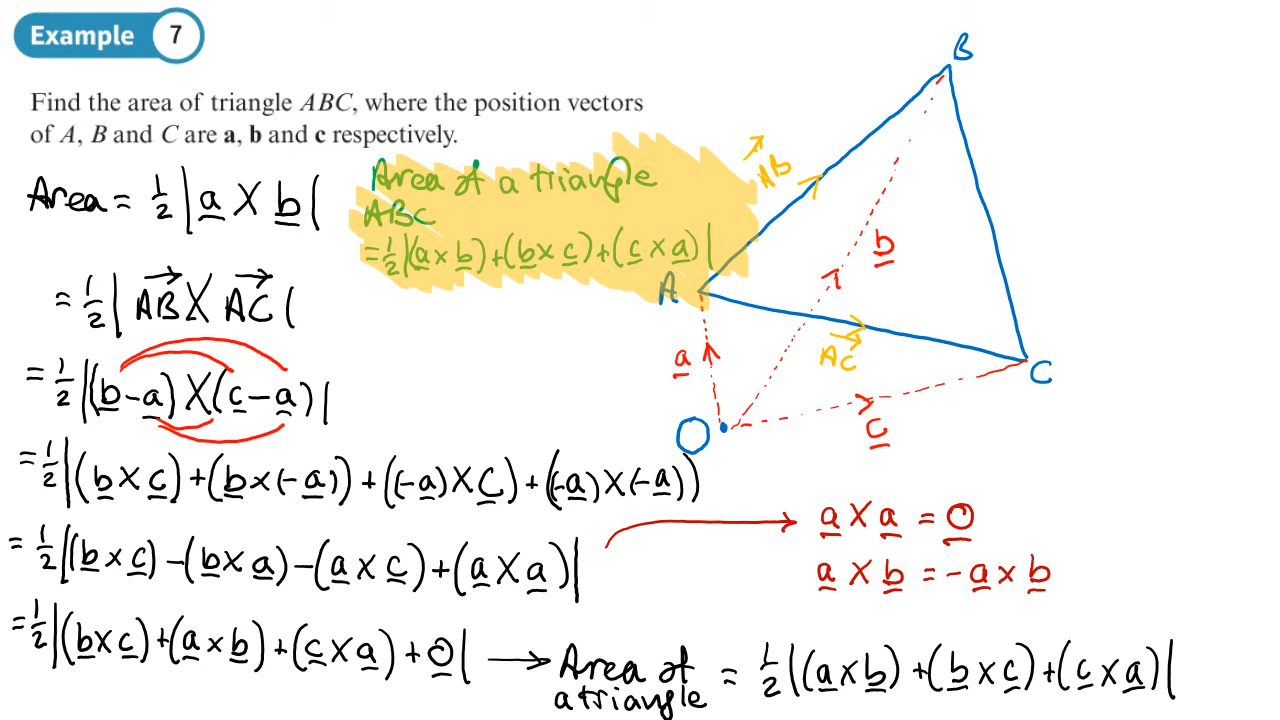 Example 7
Find the area of triangle ABC, where the position vectors
of A, B and C are a, b and c respectively.
Area = ½|a × b|
= ½|AB × AC|
= ½|(b-a) × (c-a)|
= ½|(b × c) + (b × (-a)) + ((-a) × c) + ((-a) × (-a))
= ½|(b × c) - (b × a) - (a × c) + (a × a)|
= ½|(b × c) + (a × b) + (c × a) + 0|
Area of a triangle
ABC
= ½|(a × b) + (b × c) + (c × a)|
B
AB
b
A
AC
a
C
O
c
a × a = 0
a × b = -a × b
Area of
a triangle
= ½|(a × b) + (b × c) + (c × a)|